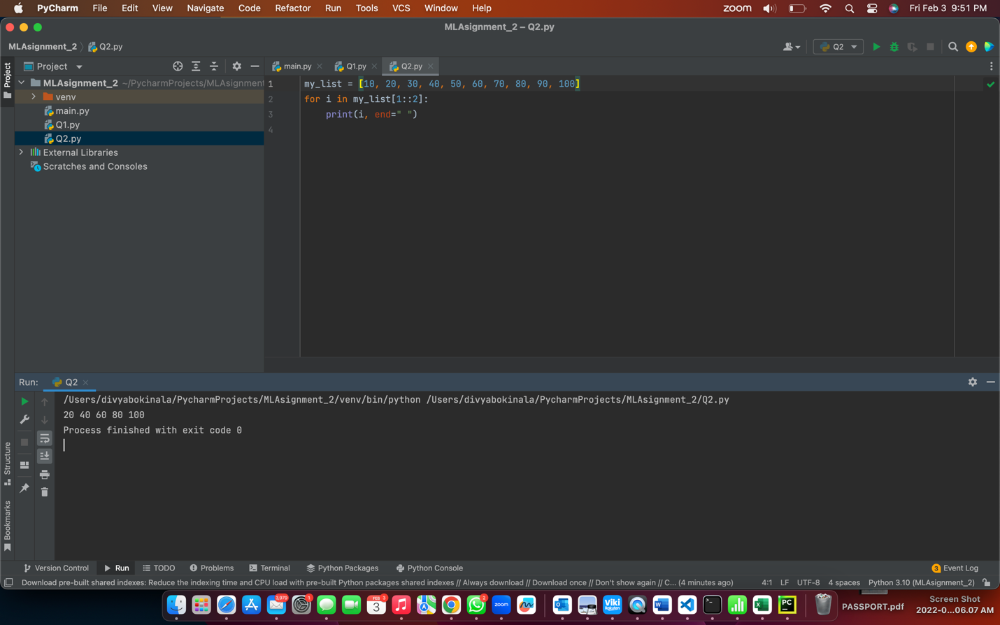 PyCharm File Edit View Navigate Code Refactor Run Tools VCS Window Help zoom Fri Feb 3 9:51 PM
MLAsignment_2 – Q2.py
MLAsignment_2 Q2.py Q2
Project
Project
main.py Q1.py Q2.py
MLAsignment_2 ~/PycharmProjects/MLAsignment
venv
main.py
Q1.py
Q2.py
External Libraries
Scratches and Consoles
1 my_list = [10, 20, 30, 40, 50, 60, 70, 80, 90, 100]
2 for i in my_list[1::2]:
3 print(i, end=" ")
4
Run: Q2
/Users/divyabokinala/PycharmProjects/MLAsignment_2/venv/bin/python /Users/divyabokinala/PycharmProjects/MLAsignment_2/Q2.py
20 40 60 80 100
Process finished with exit code 0
Structure
Bookmarks
Version Control Run TODO Problems Terminal Python Packages Python Console 3 Event Log
Download pre-built shared indexes: Reduce the indexing time and CPU load with pre-built Python packages shared indexes // Always download // Download once // Don't show again // C... (4 minutes ago) 4:1 LF UTF-8 4 spaces Python 3.10 (MLAsignment_2)
3,979 1 FEB 3 3 2 zoom Viki Rakuten W X PC
PASSPORT.pdf
Screen Shot
2022-0...06.07 AM